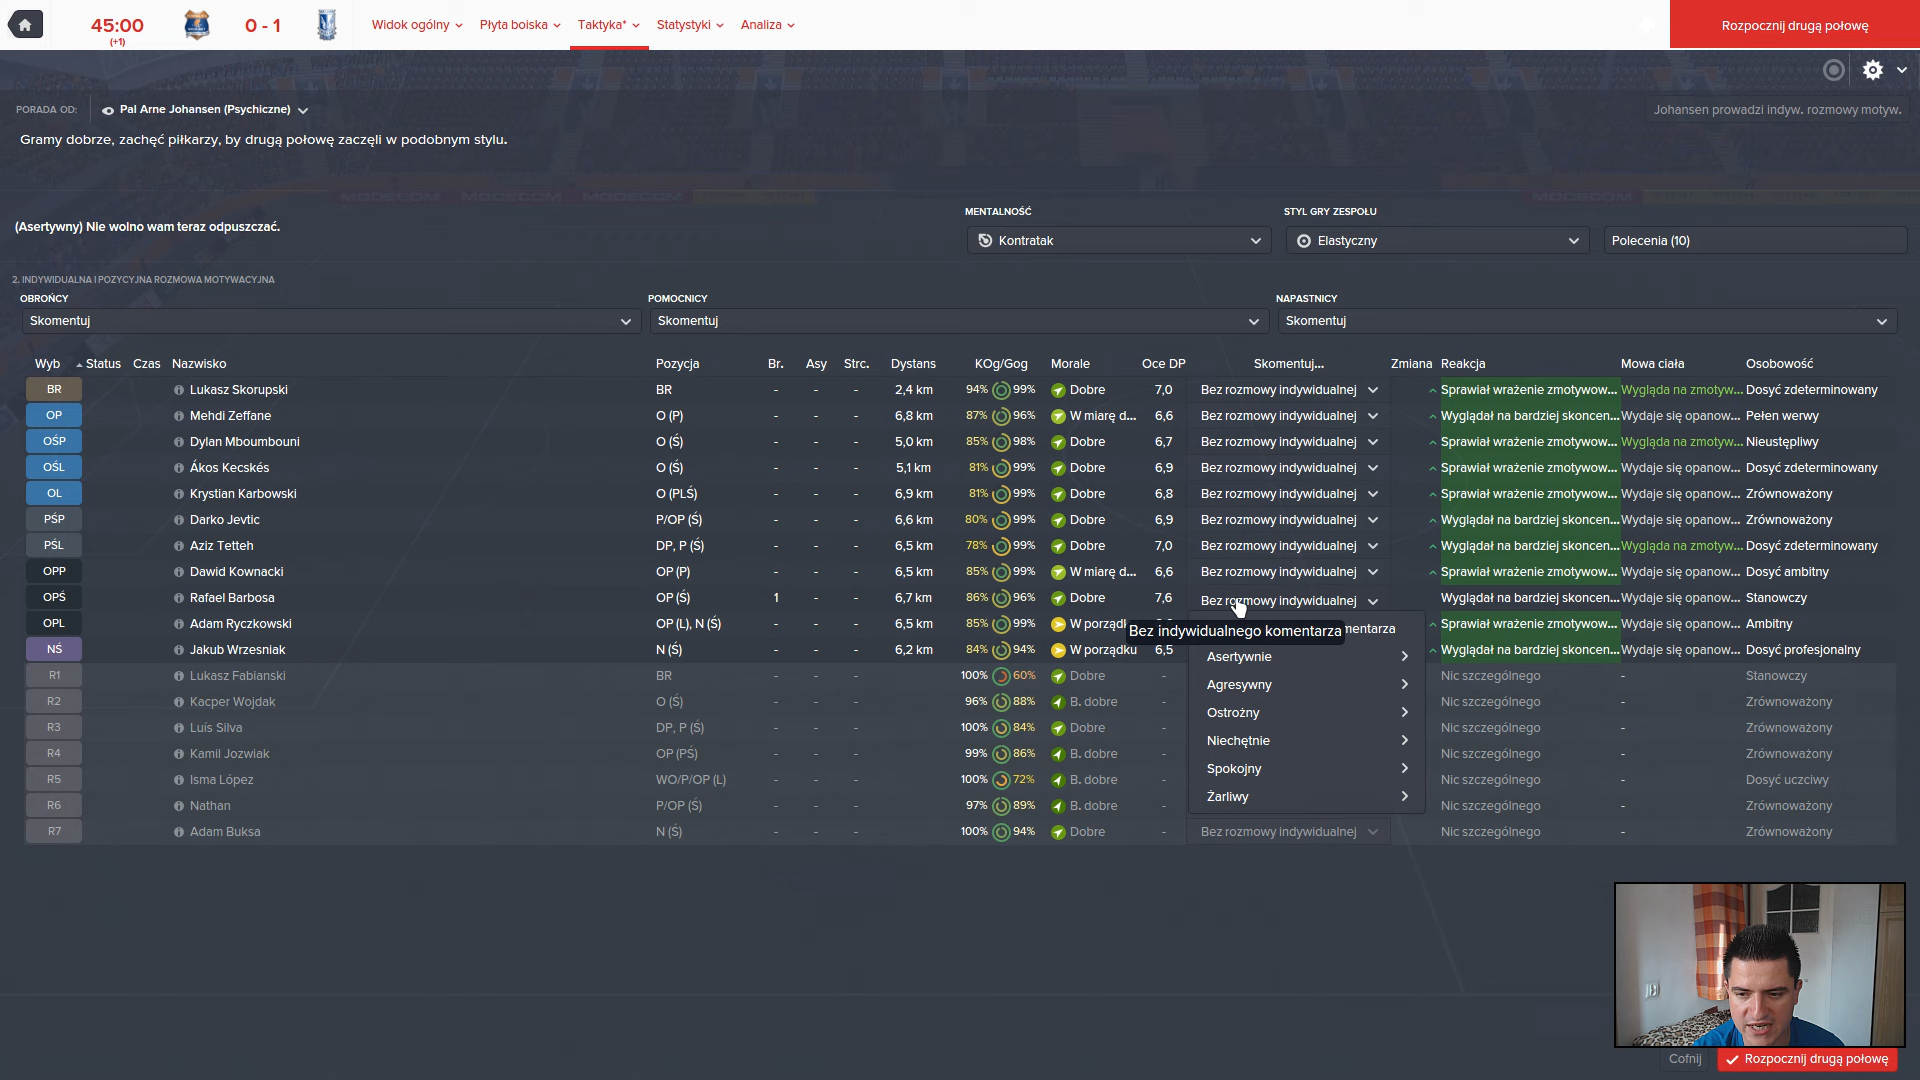 45:00
(+1)
0 - 1
Widok ogólny
Płyta boiska
Taktyka*
Statystyki
Analiza
Rozpocznij drugą połowę
PORADA OD:
Pal Arne Johansen (Psychiczne)
Johansen prowadzi indyw. rozmowy motyw.
Gramy dobrze, zachęć piłkarzy, by drugą połowę zaczęli w podobnym stylu.
MODECOM MODECOM MODECOM
MODECOM
(Asertywny) Nie wolno wam teraz odpuszczać.
MENTALNOŚĆ
STYL GRY ZESPOŁU
Kontratak
Elastyczny
Polecenia (10)
2. INDYWIDUALNA I POZYCYJNA ROZMOWA MOTYWACYJNA
OBROŃCY
POMOCNICY
NAPASTNICY
Skomentuj
Skomentuj
Skomentuj
Wyb Status Czas Nazwisko Pozycja Br. Asy Strc. Dystans KOg/Gog Morale Oce DP Skomentuj... Zmiana Reakcja Mowa ciała Osobowość
BR Lukasz Skorupski BR - - - 2,4 km 94% 99% Dobre 7,0 Bez rozmowy indywidualnej Sprawiał wrażenie zmotywow... Wygląda na zmotyw... Dosyć zdeterminowany
OP Mehdi Zeffane O (P) - - - 6,8 km 87% 96% W miarę d... 6,6 Bez rozmowy indywidualnej Wyglądał na bardziej skoncen... Wydaje się opanow... Pełen werwy
OŚP Dylan Mboumbouni O (Ś) - - - 5,0 km 85% 98% Dobre 6,7 Bez rozmowy indywidualnej Sprawiał wrażenie zmotywow... Wygląda na zmotyw... Nieustępliwy
OŚL Ákos Kecskés O (Ś) - - - 5,1 km 81% 99% Dobre 6,9 Bez rozmowy indywidualnej Sprawiał wrażenie zmotywow... Wydaje się opanow... Dosyć zdeterminowany
OL Krystian Karbowski O (PLŚ) - - - 6,9 km 81% 99% Dobre 6,8 Bez rozmowy indywidualnej Sprawiał wrażenie zmotywow... Wydaje się opanow... Zrównoważony
PŚP Darko Jevtic P/OP (Ś) - - - 6,6 km 80% 99% Dobre 6,9 Bez rozmowy indywidualnej Wyglądał na bardziej skoncen... Wydaje się opanow... Zrównoważony
PŚL Aziz Tetteh DP, P (Ś) - - - 6,5 km 78% 99% Dobre 7,0 Bez rozmowy indywidualnej Wyglądał na bardziej skoncen... Wygląda na zmotyw... Dosyć zdeterminowany
OPP Dawid Kownacki OP (P) - - - 6,5 km 85% 99% W miarę d... 6,6 Bez rozmowy indywidualnej Sprawiał wrażenie zmotywow... Wydaje się opanow... Dosyć ambitny
OPŚ Rafael Barbosa OP (Ś) 1 - - 6,7 km 86% 96% Dobre 7,6 Bez rozmowy indywidualnej Wyglądał na bardziej skoncen... Wydaje się opanow... Stanowczy
OPL Adam Ryczkowski OP (L), N (Ś) - - - 6,5 km 85% 99% W porządk Sprawiał wrażenie zmotywow... Wydaje się opanow... Ambitny
Bez indywidualnego komentarza
mentarza
NŚ Jakub Wrzesniak N (Ś) - - - 6,2 km 84% 94% W porządku 6,5 Wyglądał na bardziej skoncen... Wydaje się opanow... Dosyć profesjonalny
Asertywnie
R1 Lukasz Fabianski BR - - - 100% 60% Dobre - Nic szczególnego - Stanowczy
Agresywny
R2 Kacper Wojdak O (Ś) - - - 96% 88% B. dobre - Nic szczególnego - Zrównoważony
Ostrożny
R3 Luís Silva DP, P (Ś) - - - 100% 84% Dobre - Nic szczególnego - Zrównoważony
Niechętnie
R4 Kamil Jozwiak OP (PŚ) - - - 99% 86% B. dobre - Nic szczególnego - Zrównoważony
Spokojny
R5 Isma López WO/P/OP (L) - - - 100% 72% B. dobre - Nic szczególnego - Dosyć uczciwy
Żarliwy
R6 Nathan P/OP (Ś) - - - 97% 89% B. dobre - Nic szczególnego - Zrównoważony
R7 Adam Buksa N (Ś) - - - 100% 94% Dobre - Bez rozmowy indywidualnej Nic szczególnego - Zrównoważony
Cofnij
Rozpocznij drugą połowę